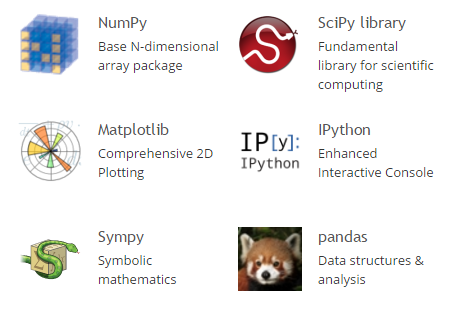 NumPy
Base N-dimensional
array package
SciPy library
Fundamental
library for scientific
computing
Matplotlib
Comprehensive 2D
Plotting
IP[y]:
IPython
IPython
Enhanced
Interactive Console
Sympy
Symbolic
mathematics
pandas
Data structures &
analysis